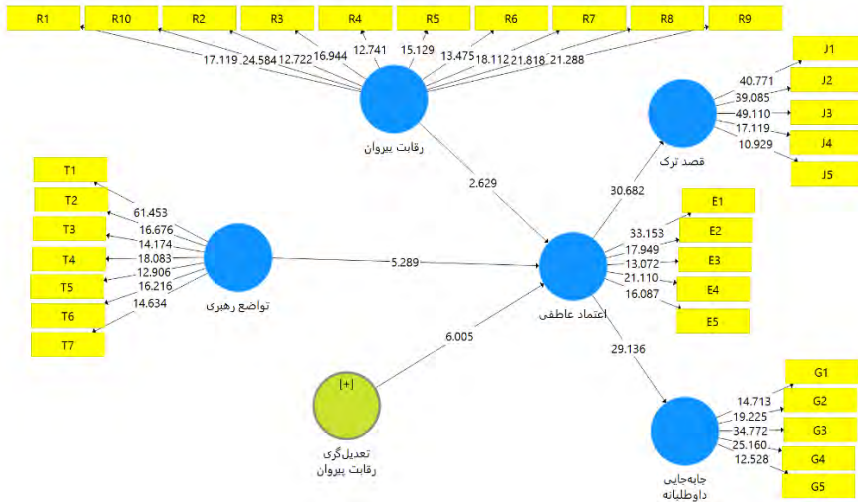 R1 R10 R2 R3 R4 R5 R6 R7 R8 R9
17.119 24.584 12.722 16.944 12.741 15.129 13.475 18.112 21.818 21.288
رقابت پیروان
J1
J2
J3
J4
J5
40.771
39.085
49.110
17.119
10.929
قصد ترک
2.629
30.682
T1
T2
T3
T4
T5
T6
T7
61.453
16.676
14.174
18.083
12.906
16.216
14.634
تواضع رهبری
5.289
E1
E2
E3
E4
E5
33.153
17.949
13.072
21.110
16.087
اعتماد عاطفی
6.005
29.136
[+]
تعدیل‌گری
رقابت پیروان
G1
G2
G3
G4
G5
14.713
19.225
34.772
25.160
12.528
جابه‌جایی
داوطلبانه